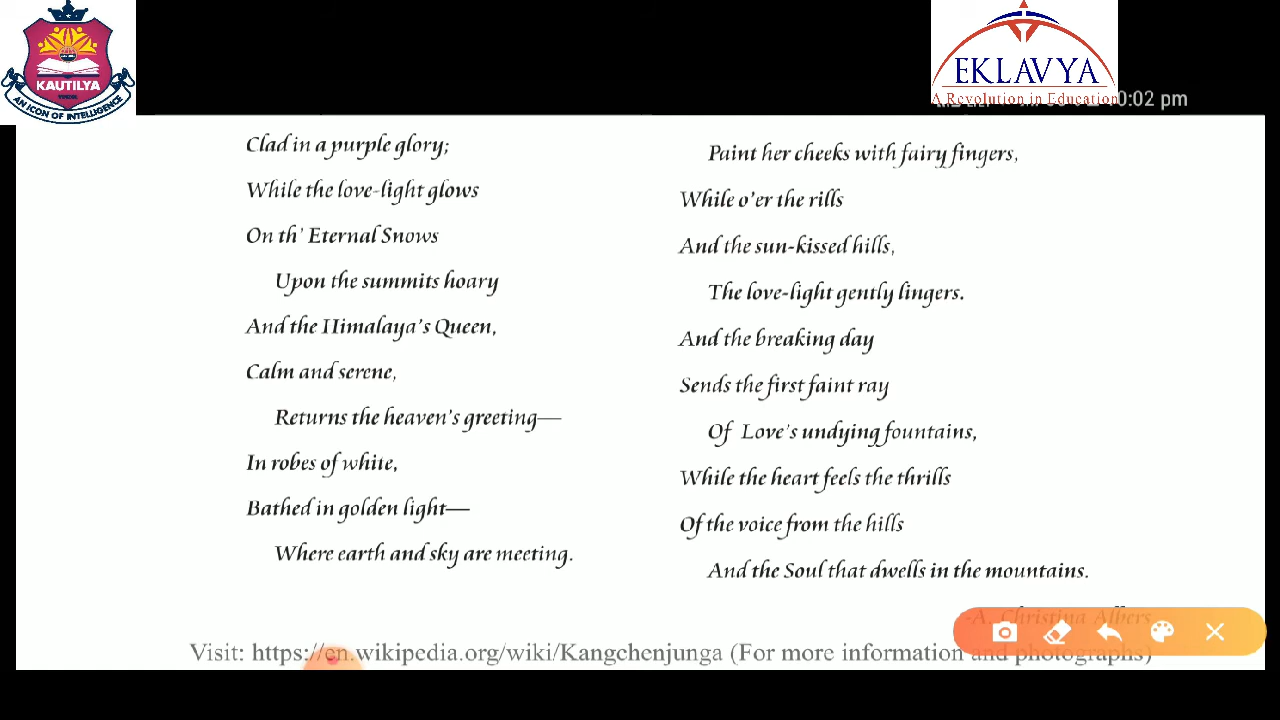 KAUTILYA
AN ICON OF INTELLIGENCE
EKLAVYA
A Revolution in Education
0:02 pm
Clad in a purple glory;
While the love-light glows
On th' Eternal Snows
Upon the summits hoary
And the Himalaya's Queen,
Calm and serene,
Returns the heaven's greeting—
In robes of white,
Bathed in golden light—
Where earth and sky are meeting.
Paint her cheeks with fairy fingers,
While o'er the rills
And the sun-kissed hills,
The love-light gently lingers.
And the breaking day
Sends the first faint ray
Of Love's undying fountains,
While the heart feels the thrills
Of the voice from the hills
And the Soul that dwells in the mountains.
-A. Christina Albers
Visit: https://en.wikipedia.org/wiki/Kangchenjunga (For more information and photographs)